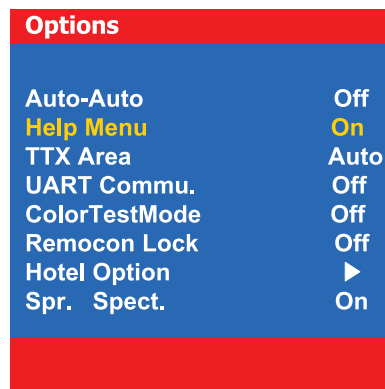 Options
Auto-Auto Off
Help Menu On
TTX Area Auto
UART Commu. Off
ColorTestMode Off
Remocon Lock Off
Hotel Option ▶
Spr. Spect. On